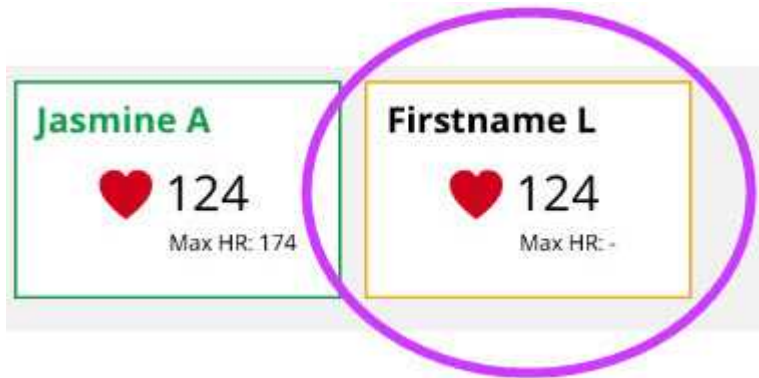 Jasmine A
124
Max HR: 174
Firstname L
124
Max HR: -